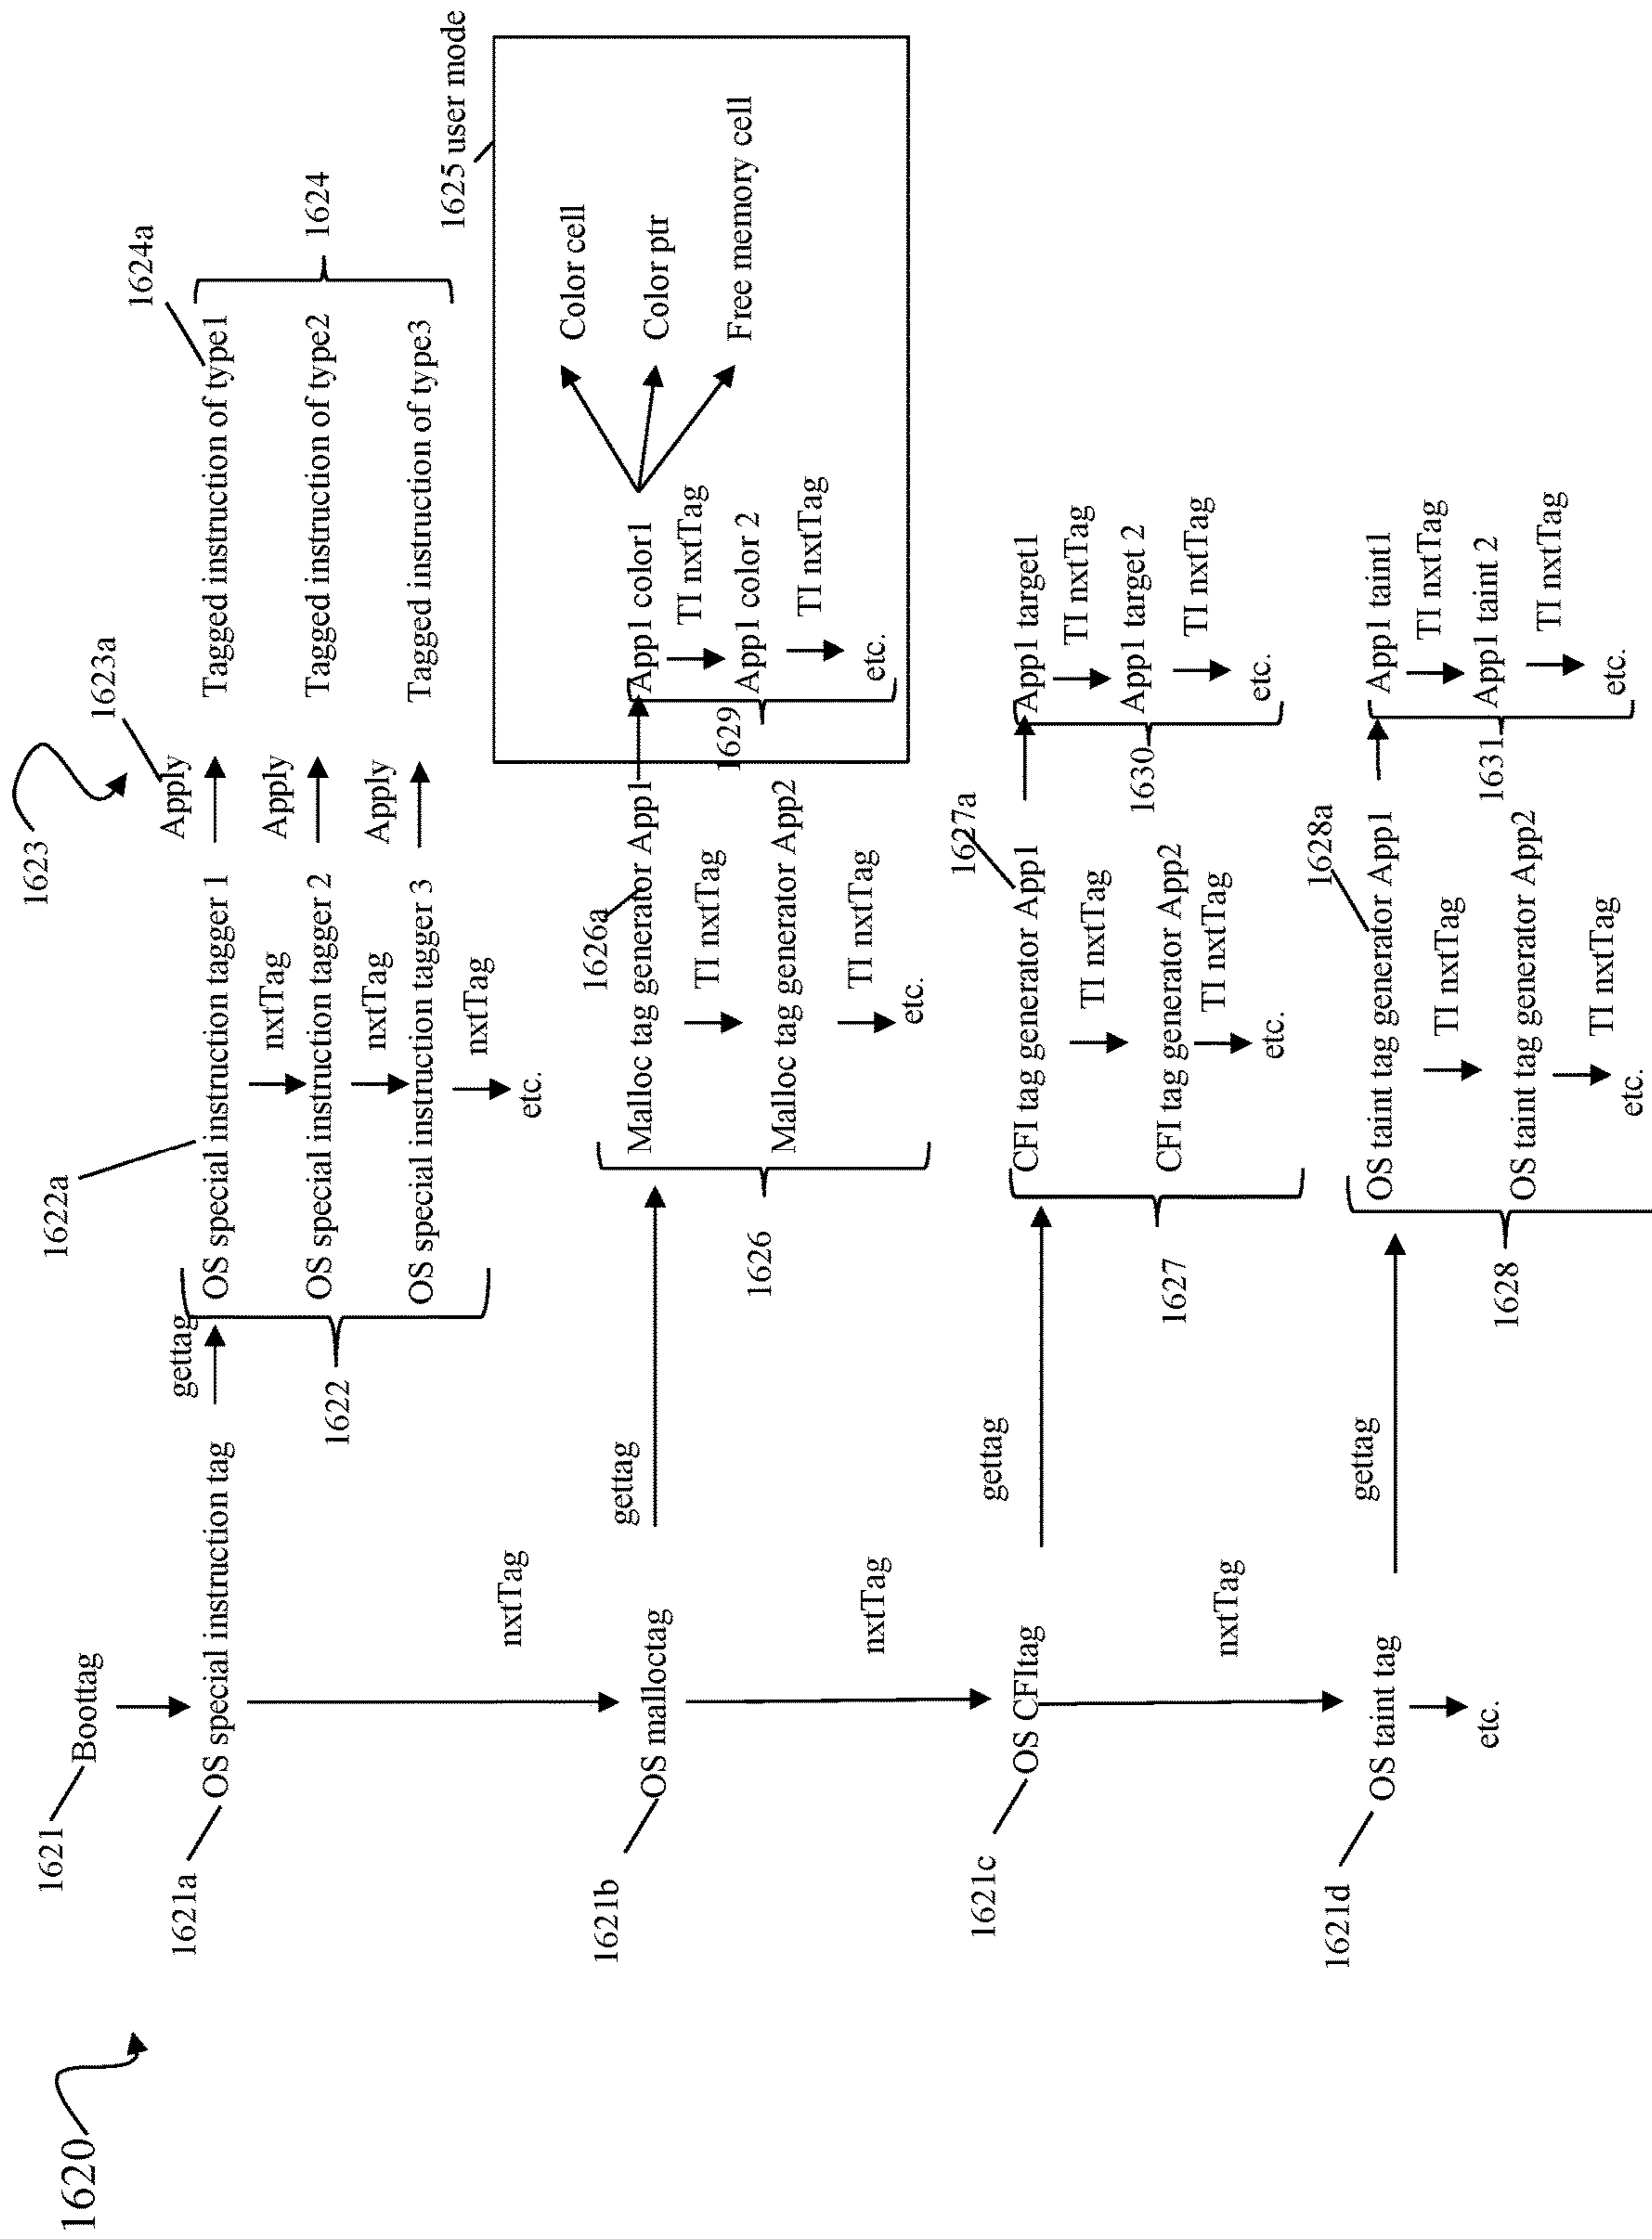 1620
1621
Boottag
1621a
OS special instruction tag
gettag
1622
1622a
OS special instruction tagger 1
nxtTag
OS special instruction tagger 2
nxtTag
OS special instruction tagger 3
nxtTag
etc.
1623
1623a
Apply
Apply
Apply
1624a
Tagged instruction of type1
Tagged instruction of type2
Tagged instruction of type3
1624
nxtTag
1621b
OS malloctag
gettag
1626
1626a
Malloc tag generator App1
TI nxtTag
Malloc tag generator App2
TI nxtTag
etc.
1625 user mode
1629
App1 color1
TI nxtTag
App1 color 2
TI nxtTag
etc.
Color cell
Color ptr
Free memory cell
nxtTag
1621c
OS CFItag
gettag
1627
1627a
CFI tag generator App1
TI nxtTag
CFI tag generator App2
TI nxtTag
etc.
1630
App1 target1
TI nxtTag
App1 target 2
TI nxtTag
etc.
nxtTag
1621d
OS taint tag
etc.
gettag
1628
1628a
OS taint tag generator App1
TI nxtTag
OS taint tag generator App2
TI nxtTag
etc.
1631
App1 taint1
TI nxtTag
App1 taint 2
TI nxtTag
etc.